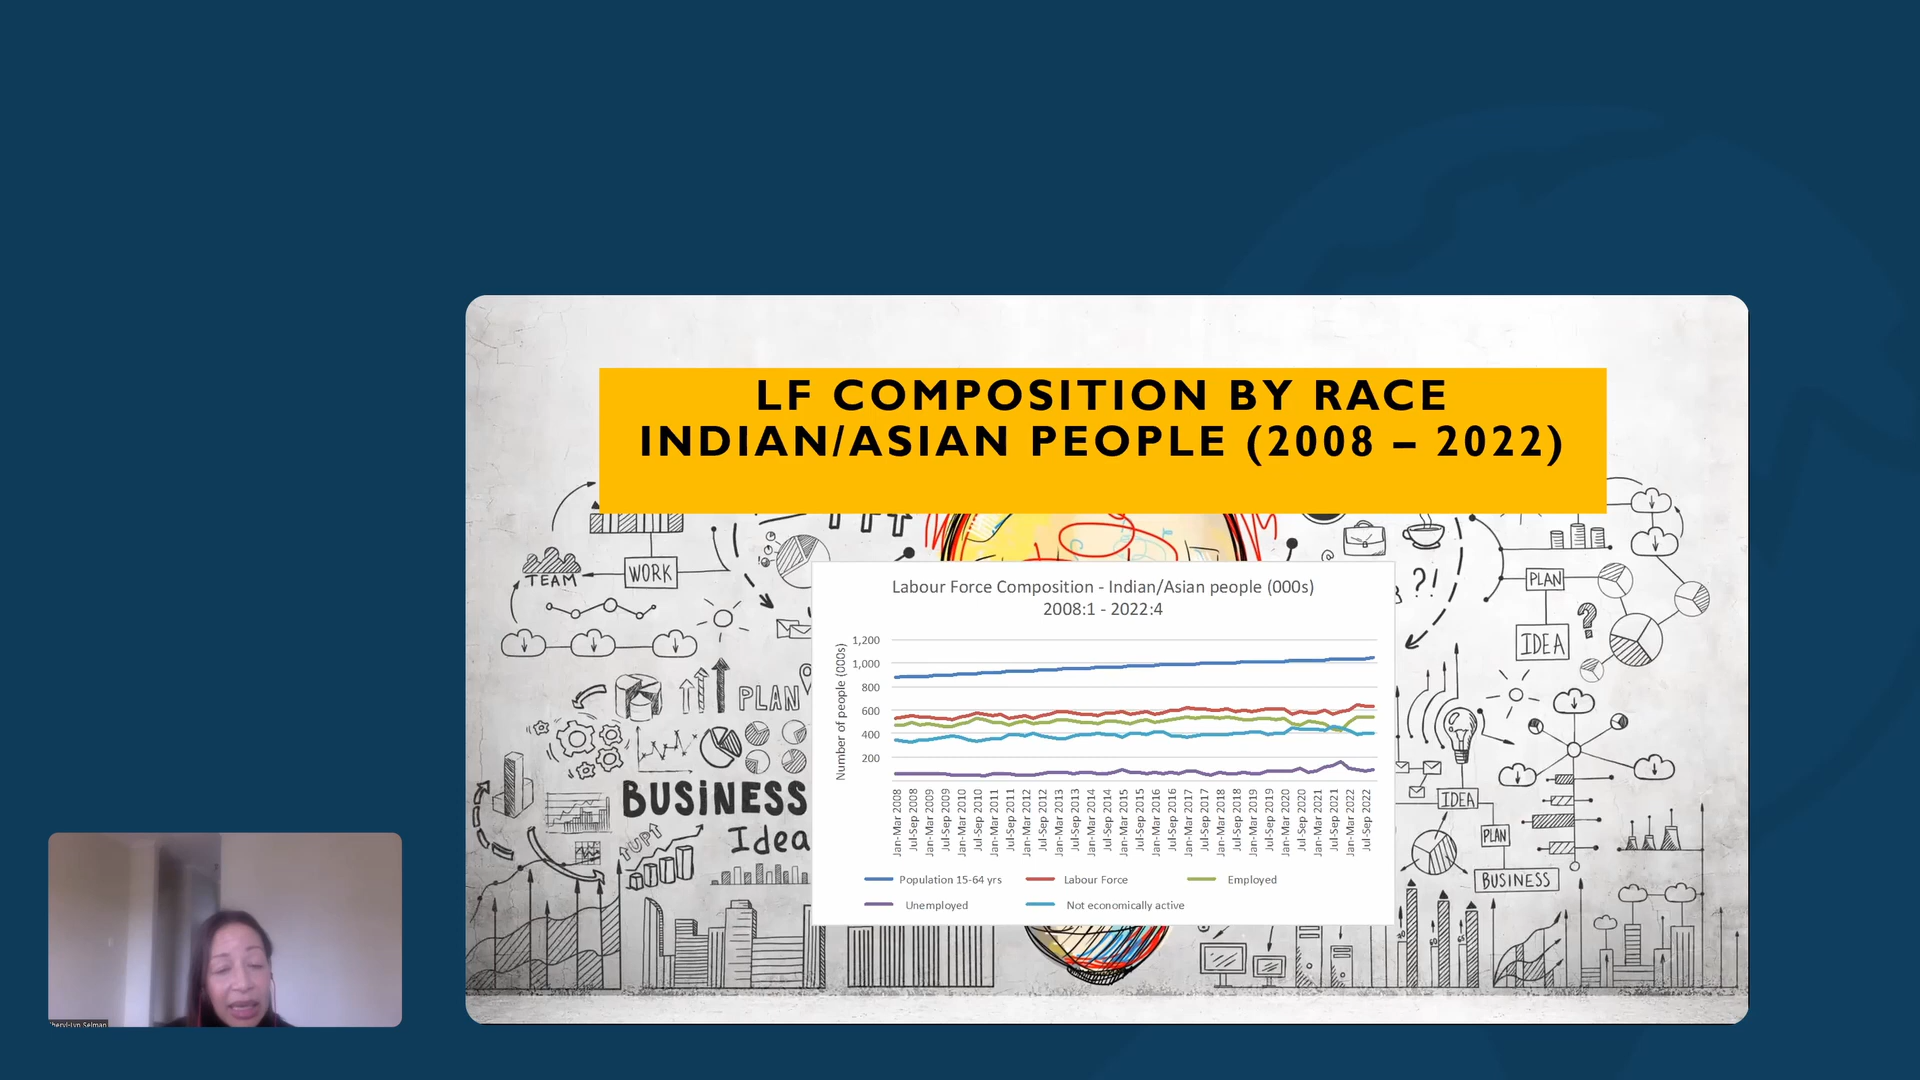 LF COMPOSITION BY RACE
INDIAN/ASIAN PEOPLE (2008 – 2022)
TEAM
WORK
PLAN
BUSINESS
Idea
UP↑
?!
PLAN
?
IDEA
IDEA
PLAN
BUSINESS
Labour Force Composition - Indian/Asian people (000s)
2008:1 - 2022:4
Number of people (000s)
1,200
1,000
800
600
400
200
Jan-Mar 2008
Jul-Sep 2008
Jan-Mar 2009
Jul-Sep 2009
Jan-Mar 2010
Jul-Sep 2010
Jan-Mar 2011
Jul-Sep 2011
Jan-Mar 2012
Jul-Sep 2012
Jan-Mar 2013
Jul-Sep 2013
Jan-Mar 2014
Jul-Sep 2014
Jan-Mar 2015
Jul-Sep 2015
Jan-Mar 2016
Jul-Sep 2016
Jan-Mar 2017
Jul-Sep 2017
Jan-Mar 2018
Jul-Sep 2018
Jan-Mar 2019
Jul-Sep 2019
Jan-Mar 2020
Jul-Sep 2020
Jan-Mar 2021
Jul-Sep 2021
Jan-Mar 2022
Jul-Sep 2022
Population 15-64 yrs
Labour Force
Employed
Unemployed
Not economically active
heryl-Lyn Selman